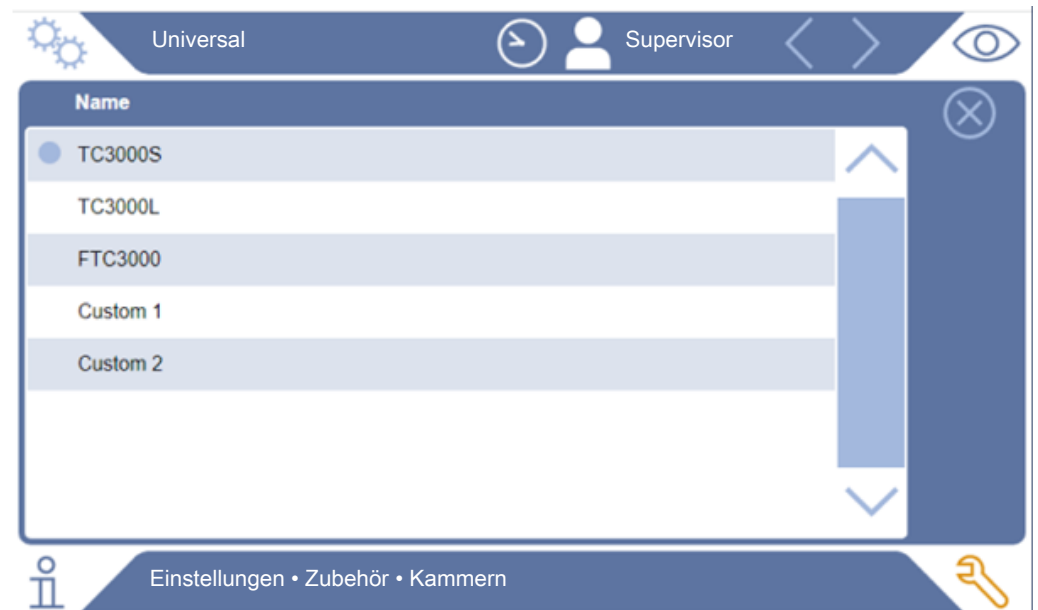 Universal
Supervisor
Name
TC3000S
TC3000L
FTC3000
Custom 1
Custom 2
Einstellungen • Zubehör • Kammern